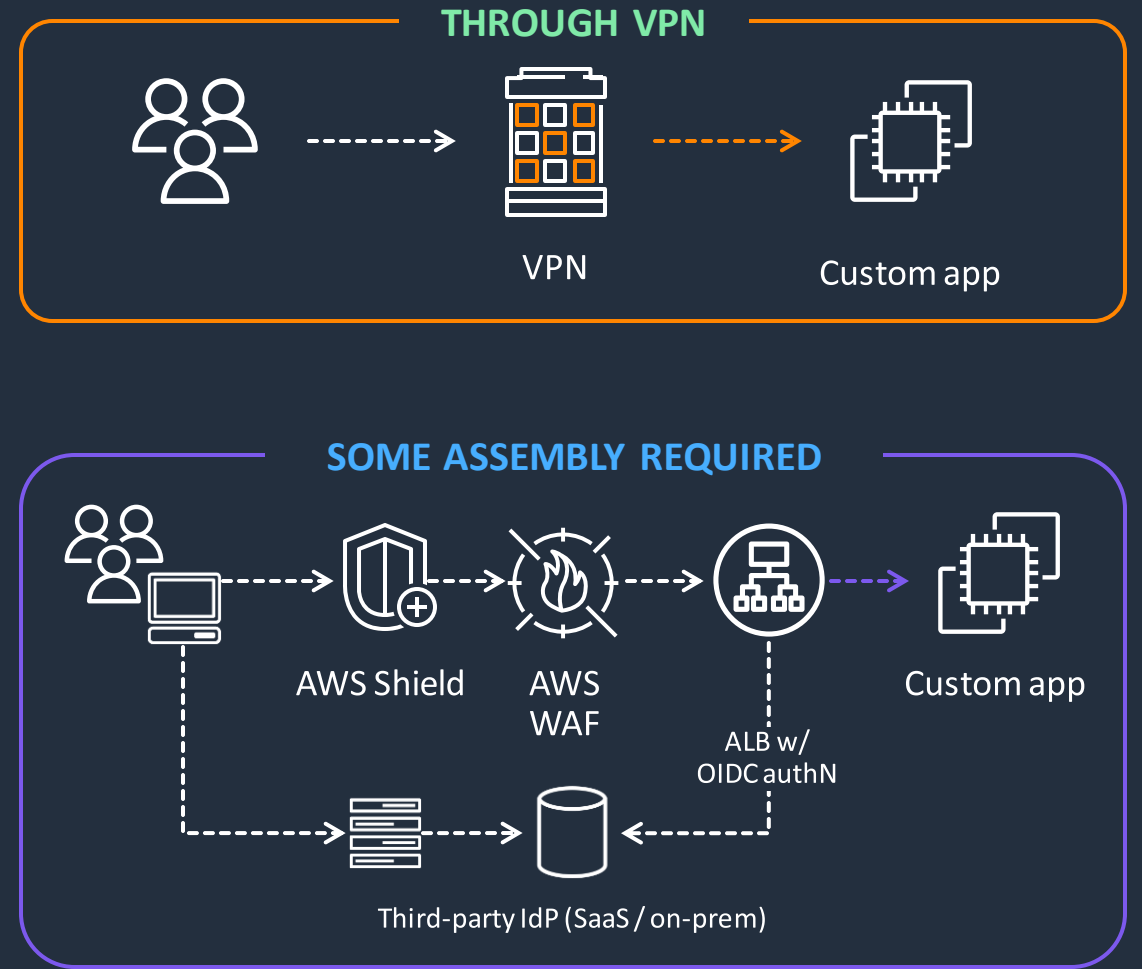 THROUGH VPN
VPN
Custom app
SOME ASSEMBLY REQUIRED
AWS Shield
AWS
WAF
Custom app
ALB w/
OIDC authN
Third-party IdP (SaaS / on-prem)